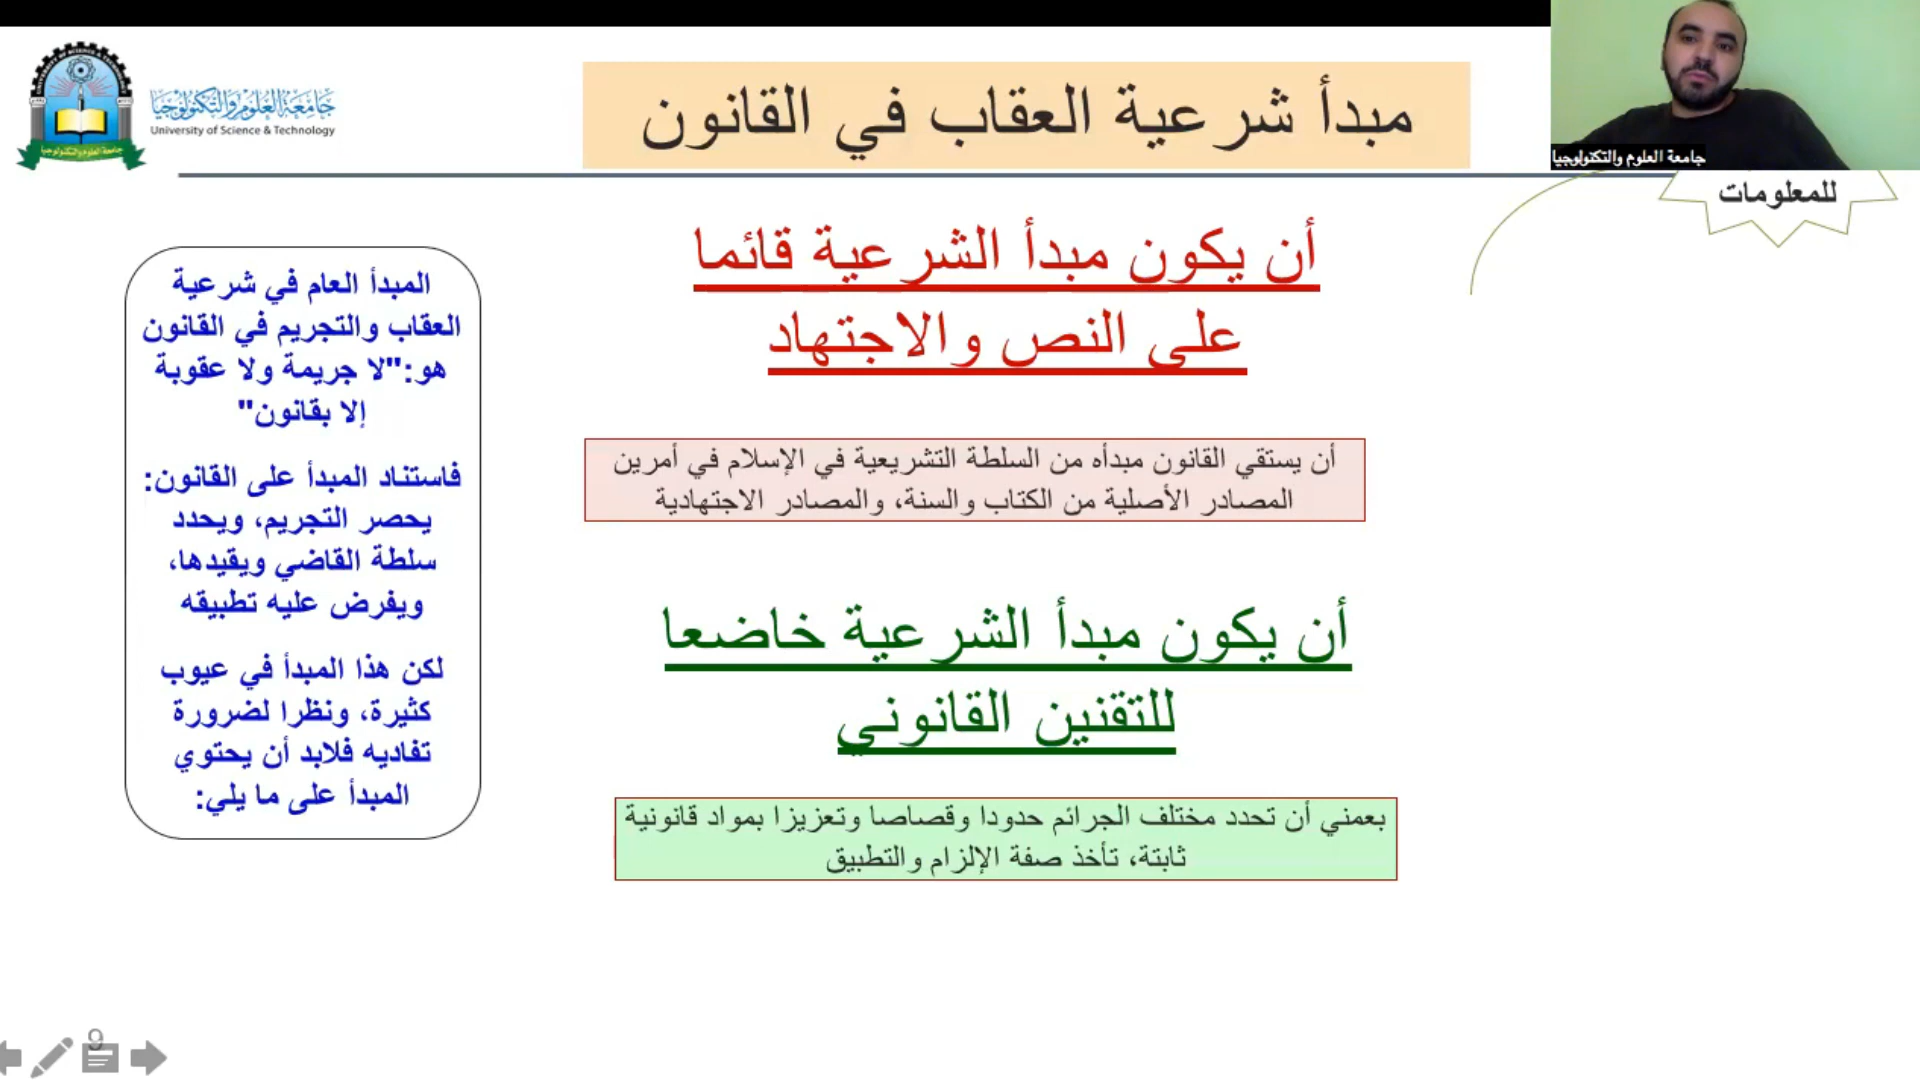 جامعة العلوم والتكنولوجيا
University of Science & Technology
جامعة العلوم والتكنولوجيا
مبدأ شرعية العقاب في القانون
جامعة العلوم والتكنولوجيا
للمعلومات
أن يكون مبدأ الشرعية قائما
على النص والاجتهاد
أن يستقي القانون مبدأه من السلطة التشريعية في الإسلام في أمرين
المصادر الأصلية من الكتاب والسنة، والمصادر الاجتهادية
أن يكون مبدأ الشرعية خاضعا
للتقنين القانوني
بعمني أن تحدد مختلف الجرائم حدودا وقصاصا وتعزيزا بمواد قانونية
ثابتة، تأخذ صفة الإلزام والتطبيق
المبدأ العام في شرعية
العقاب والتجريم في القانون
هو:"لا جريمة ولا عقوبة
إلا بقانون"
فاستناد المبدأ على القانون:
يحصر التجريم، ويحدد
سلطة القاضي ويقيدها،
ويفرض عليه تطبيقه
لكن هذا المبدأ في عيوب
كثيرة، ونظرا لضرورة
تفاديه فلابد أن يحتوي
المبدأ على ما يلي:
9